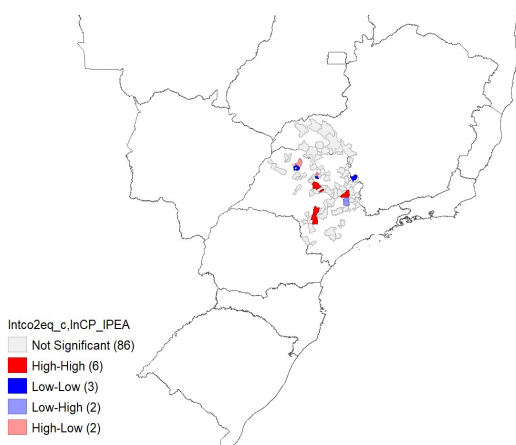 lntco2eq_c,lnCP_IPEA
Not Significant (86)
High-High (6)
Low-Low (3)
Low-High (2)
High-Low (2)